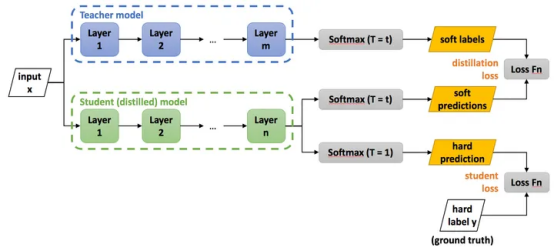 Teacher model
Layer
1
Layer
2
...
Layer
m
Softmax (T = t)
soft labels
distillation
loss
Loss Fn
input
x
Student (distilled) model
Layer
1
Layer
2
...
Layer
n
Softmax (T = t)
soft
predictions
Softmax (T = 1)
hard
prediction
student
loss
Loss Fn
hard
label y
(ground truth)